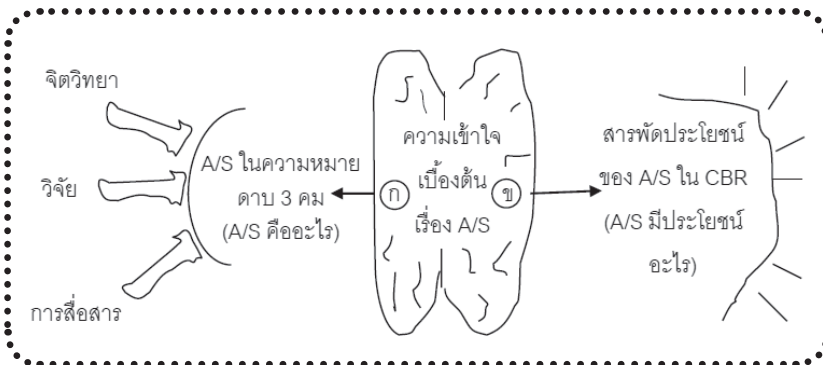 จิตวิทยา
วิจัย
การสื่อสาร
A/S ในความหมาย
ดาบ 3 คม
(A/S คืออะไร)
ก
ความเข้าใจ
เบื้องต้น
เรื่อง A/S
ข
สารพัดประโยชน์
ของ A/S ใน CBR
(A/S มีประโยชน์
อะไร)